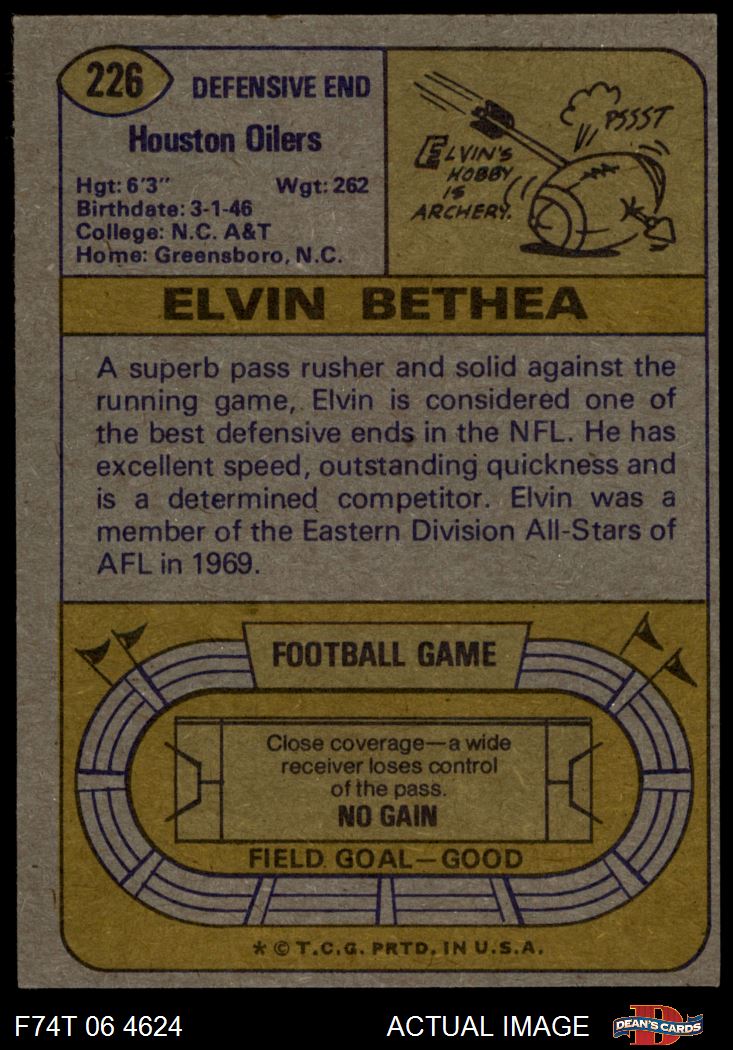 226
DEFENSIVE END
Houston Oilers
Hgt: 6'3" Wgt: 262
Birthdate: 3-1-46
College: N.C. A&T
Home: Greensboro, N.C.
PSSST
ELVIN'S
HOBBY
IS
ARCHERY.
ELVIN BETHEA
A superb pass rusher and solid against the
running game, Elvin is considered one of
the best defensive ends in the NFL. He has
excellent speed, outstanding quickness and
is a determined competitor. Elvin was a
member of the Eastern Division All-Stars of
AFL in 1969.
FOOTBALL GAME
Close coverage—a wide
receiver loses control
of the pass.
NO GAIN
FIELD GOAL—GOOD
* © T.C.G. PRTD. IN U.S.A.
F74T 06 4624 ACTUAL IMAGE
D
DEAN'S CARDS